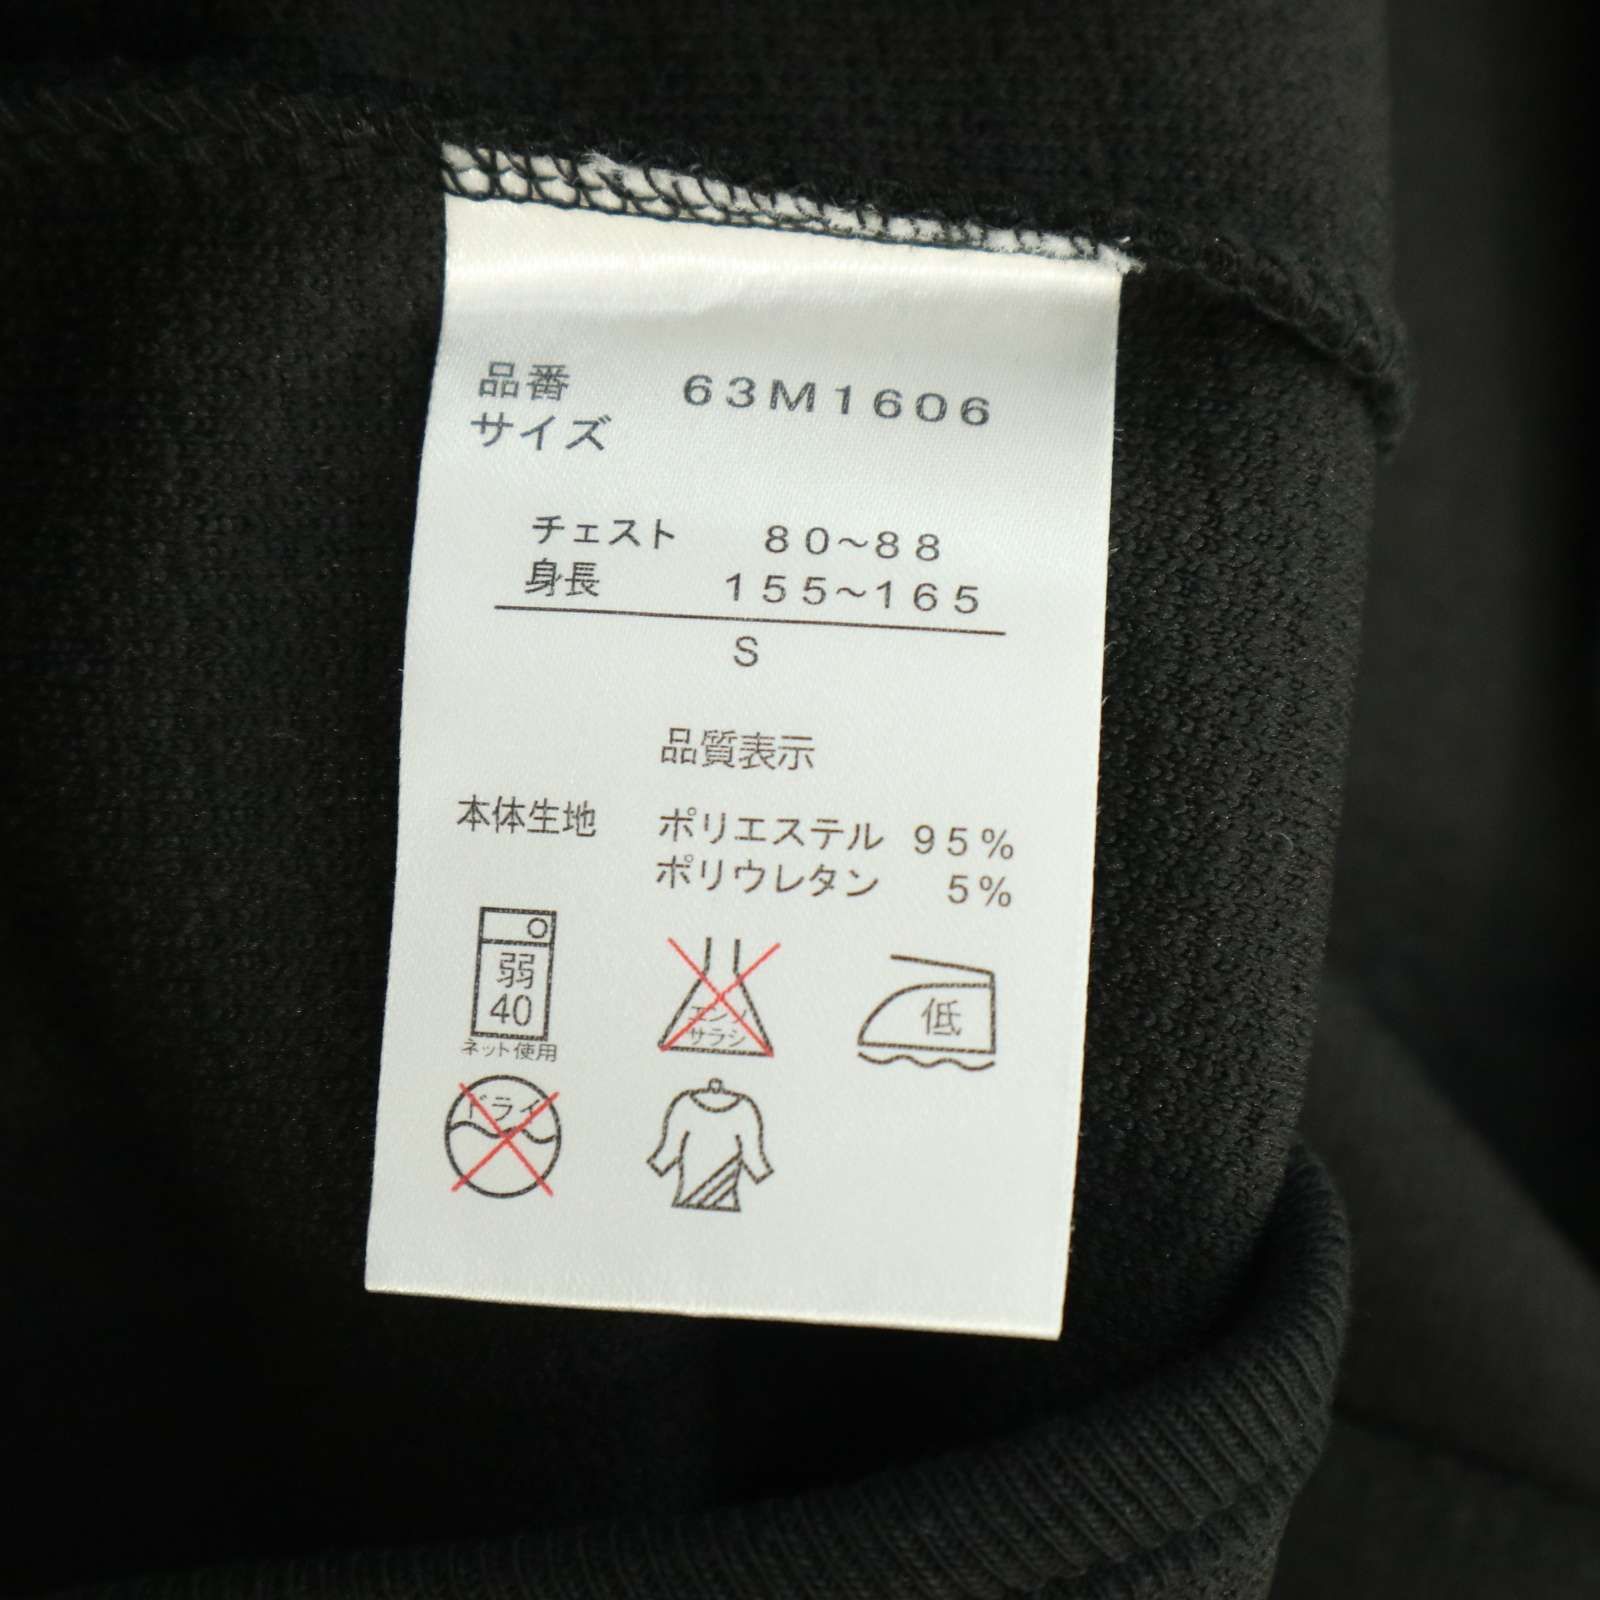 品番 63M1606
サイズ
チェスト 80~88
身長 155~165
S
品質表示
本体生地 ポリエステル 95%
ポリウレタン 5%
弱
40
ネット使用
エンソ
サラシ
低
ドライ